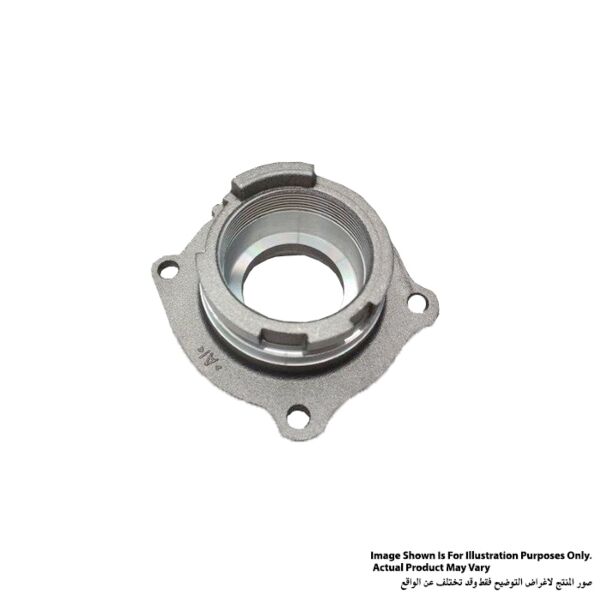 Image Shown Is For Illustration Purposes Only.
Actual Product May Vary
صور المنتج لاغراض التوضيح فقط وقد تختلف عن الواقع